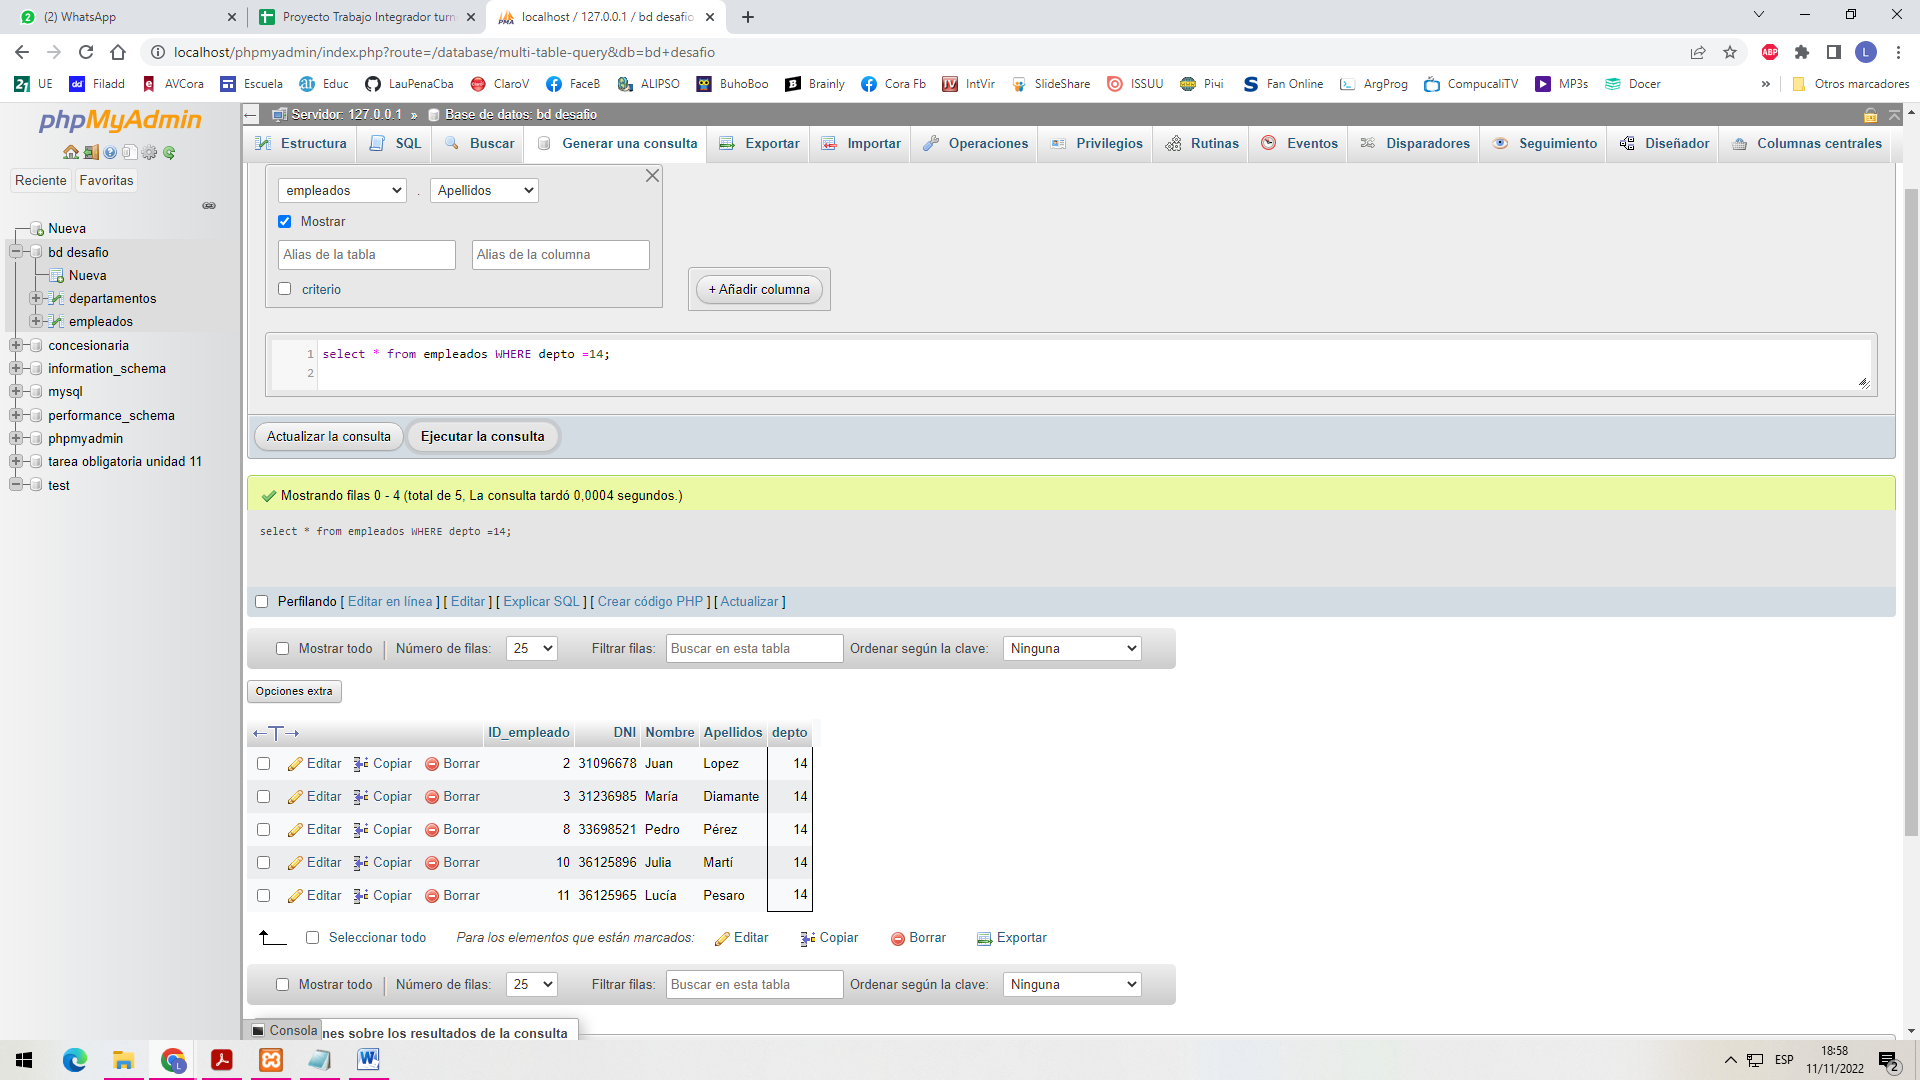 (2) WhatsApp
Proyecto Trabajo Integrador turn
localhost / 127.0.0.1 / bd desafio
localhost/phpmyadmin/index.php?route=/database/multi-table-query&db=bd+desafio
ABP
L
UE
Filadd
AVCora
Escuela
Educ
LauPenaCba
ClaroV
FaceB
ALIPSO
BuhoBoo
Brainly
Cora Fb
IntVir
SlideShare
ISSUU
Piui
Fan Online
ArgProg
CompucaliTV
MP3s
Docer
»
Otros marcadores
phpMyAdmin
Reciente
Favoritas
Nueva
bd desafio
Nueva
departamentos
empleados
concesionaria
information_schema
mysql
performance_schema
phpmyadmin
tarea obligatoria unidad 11
test
Servidor: 127.0.0.1 » Base de datos: bd desafio
Estructura
SQL
Buscar
Generar una consulta
Exportar
Importar
Operaciones
Privilegios
Rutinas
Eventos
Disparadores
Seguimiento
Diseñador
Columnas centrales
empleados . Apellidos
Mostrar
Alias de la tabla
Alias de la columna
criterio
+ Añadir columna
1 select * from empleados WHERE depto =14;
2
Actualizar la consulta
Ejecutar la consulta
Mostrando filas 0 - 4 (total de 5, La consulta tardó 0,0004 segundos.)
select * from empleados WHERE depto =14;
Perfilando [ Editar en línea ] [ Editar ] [ Explicar SQL ] [ Crear código PHP ] [ Actualizar ]
Mostrar todo | Número de filas: 25 Filtrar filas: Buscar en esta tabla Ordenar según la clave: Ninguna
Opciones extra
←T→ ID_empleado DNI Nombre Apellidos depto
Editar Copiar Borrar 2 31096678 Juan Lopez 14
Editar Copiar Borrar 3 31236985 María Diamante 14
Editar Copiar Borrar 8 33698521 Pedro Pérez 14
Editar Copiar Borrar 10 36125896 Julia Martí 14
Editar Copiar Borrar 11 36125965 Lucía Pesaro 14
Seleccionar todo Para los elementos que están marcados: Editar Copiar Borrar Exportar
Mostrar todo | Número de filas: 25 Filtrar filas: Buscar en esta tabla Ordenar según la clave: Ninguna
Consola
nes sobre los resultados de la consulta
ESP
18:58
11/11/2022
2